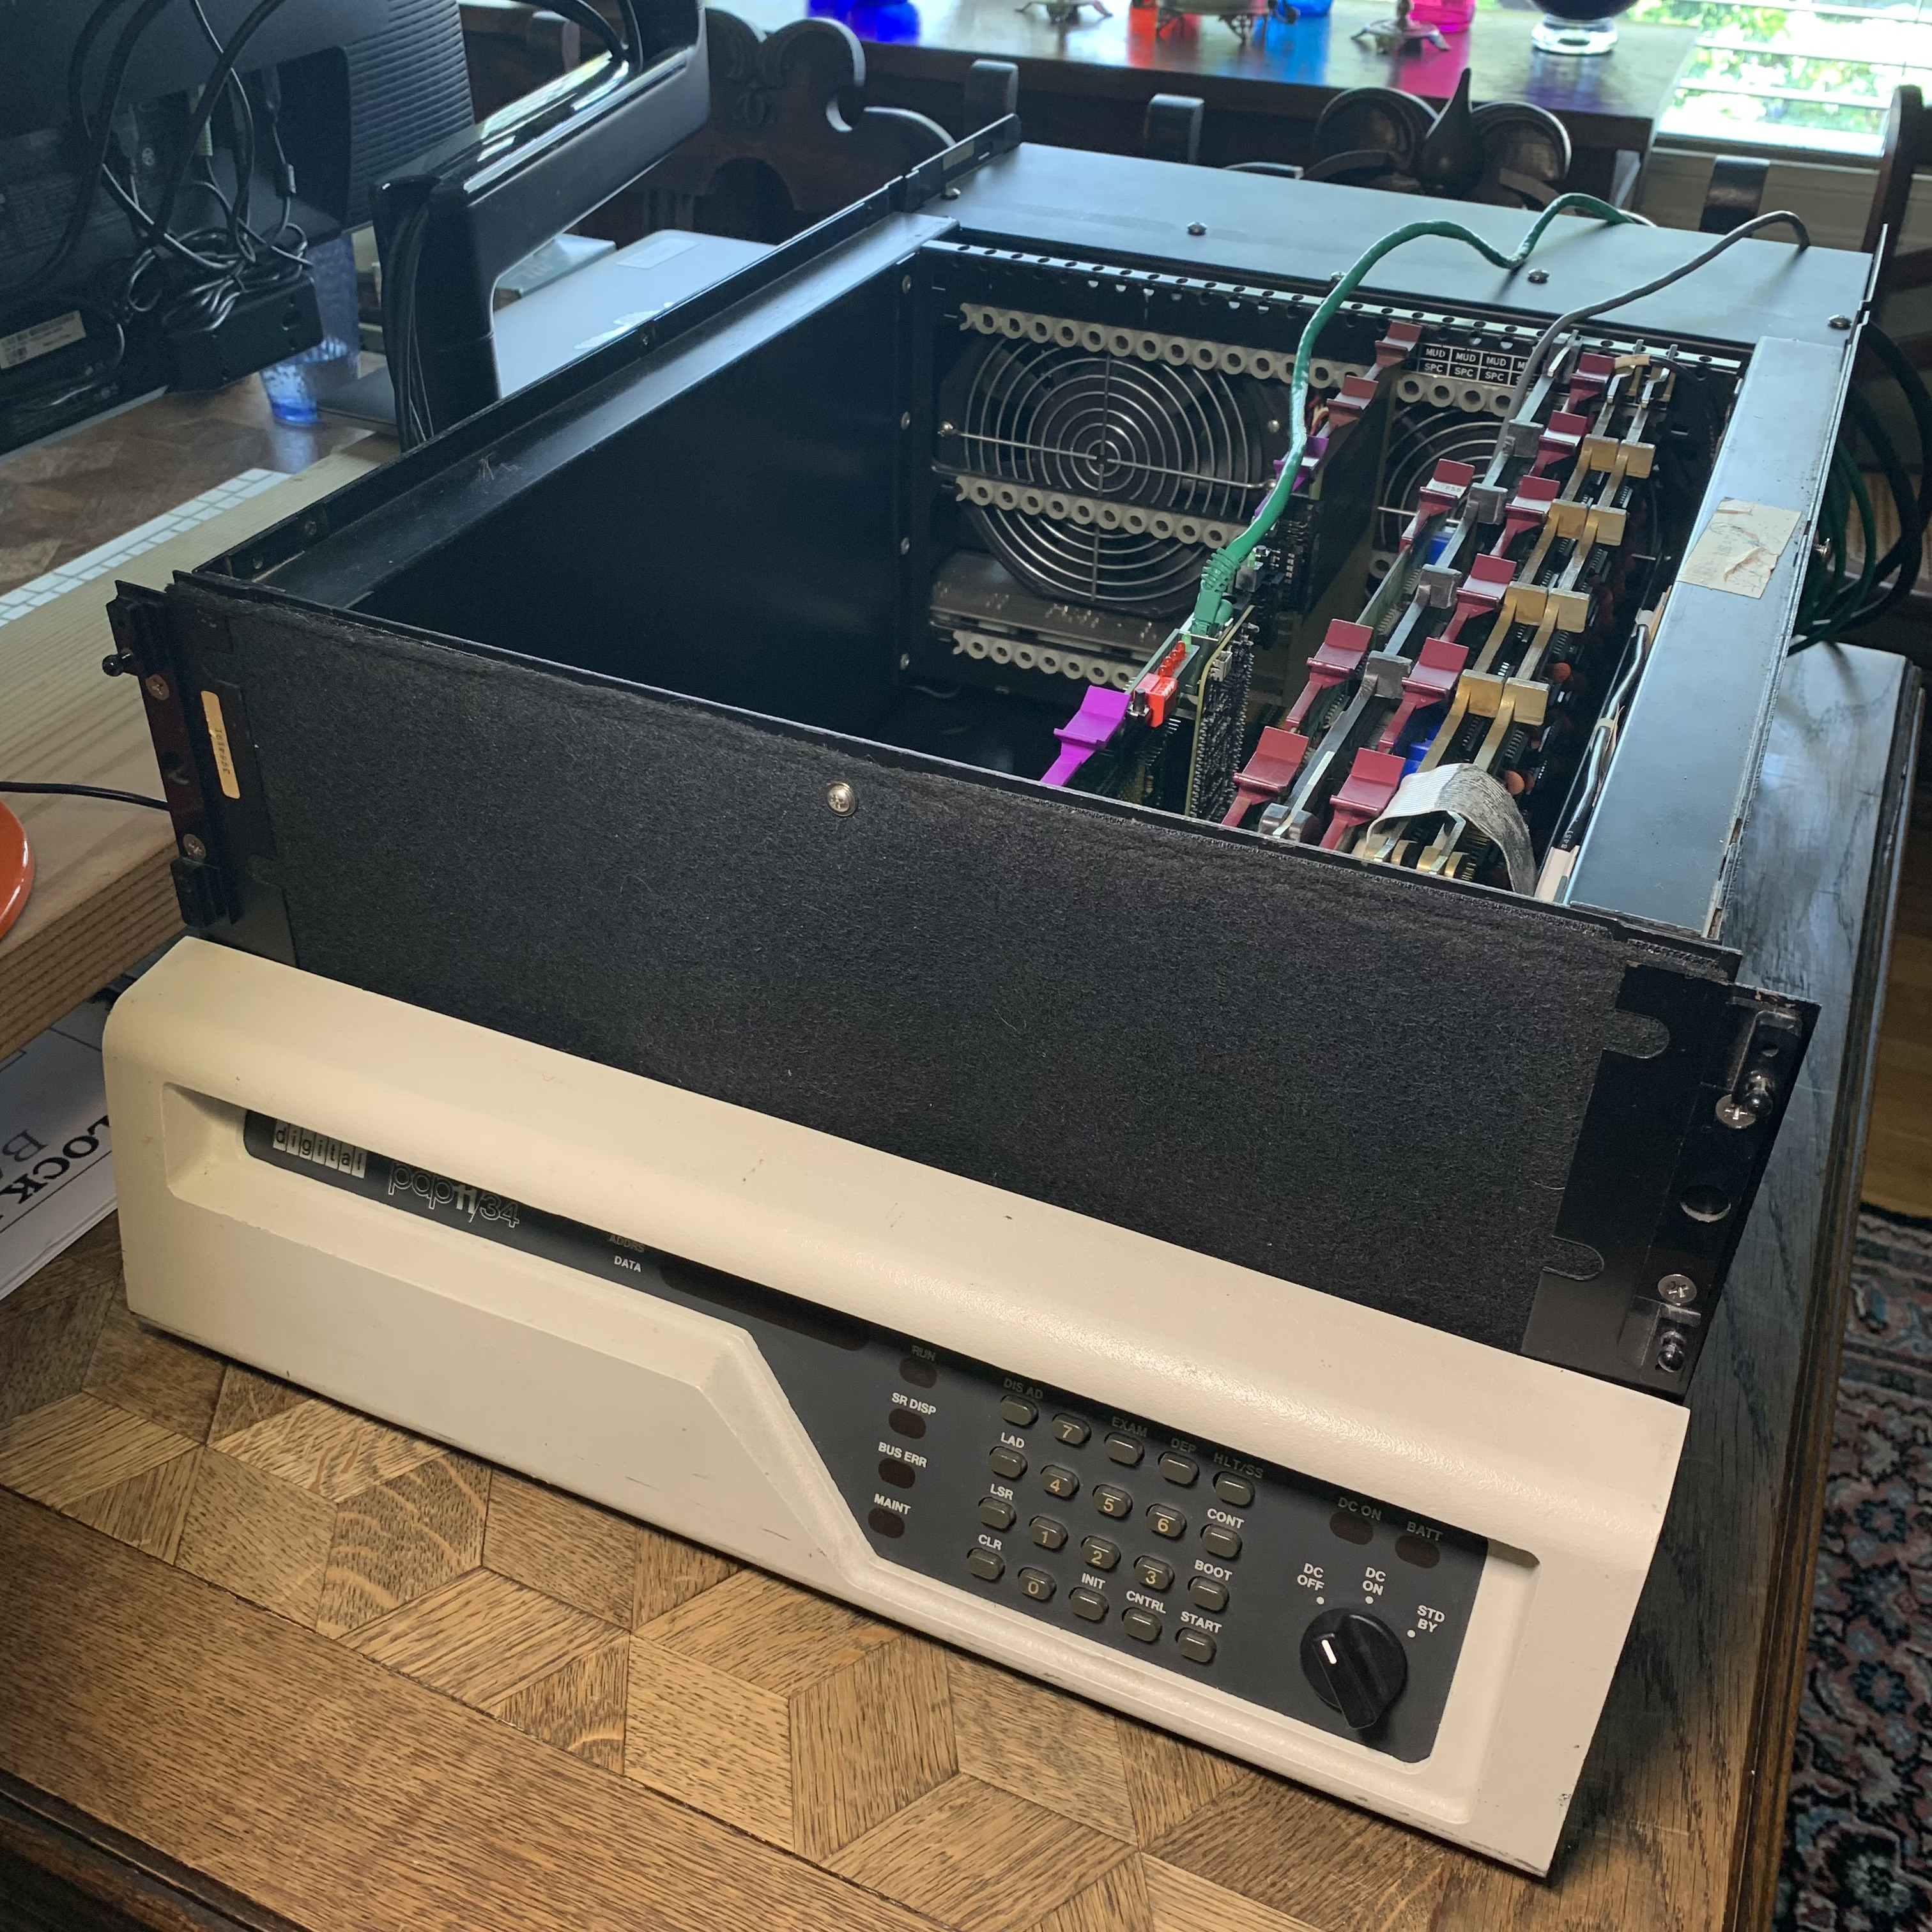 MUD MUD MUD M
SPC SPC SPC S
digital
pdp11/34
ADDRS
DATA
RUN
SR DISP
BUS ERR
MAINT
DIS AD
7
EXAM
DEP
HLT/SS
LAD
4
5
6
CONT
LSR
1
2
3
BOOT
CLR
0
INIT
CNTRL
START
DC ON
BATT
DC OFF
DC ON
STD BY
LOCK
BA